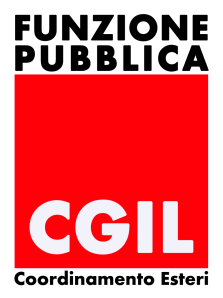 FUNZIONE
PUBBLICA
CGIL
Coordinamento Esteri